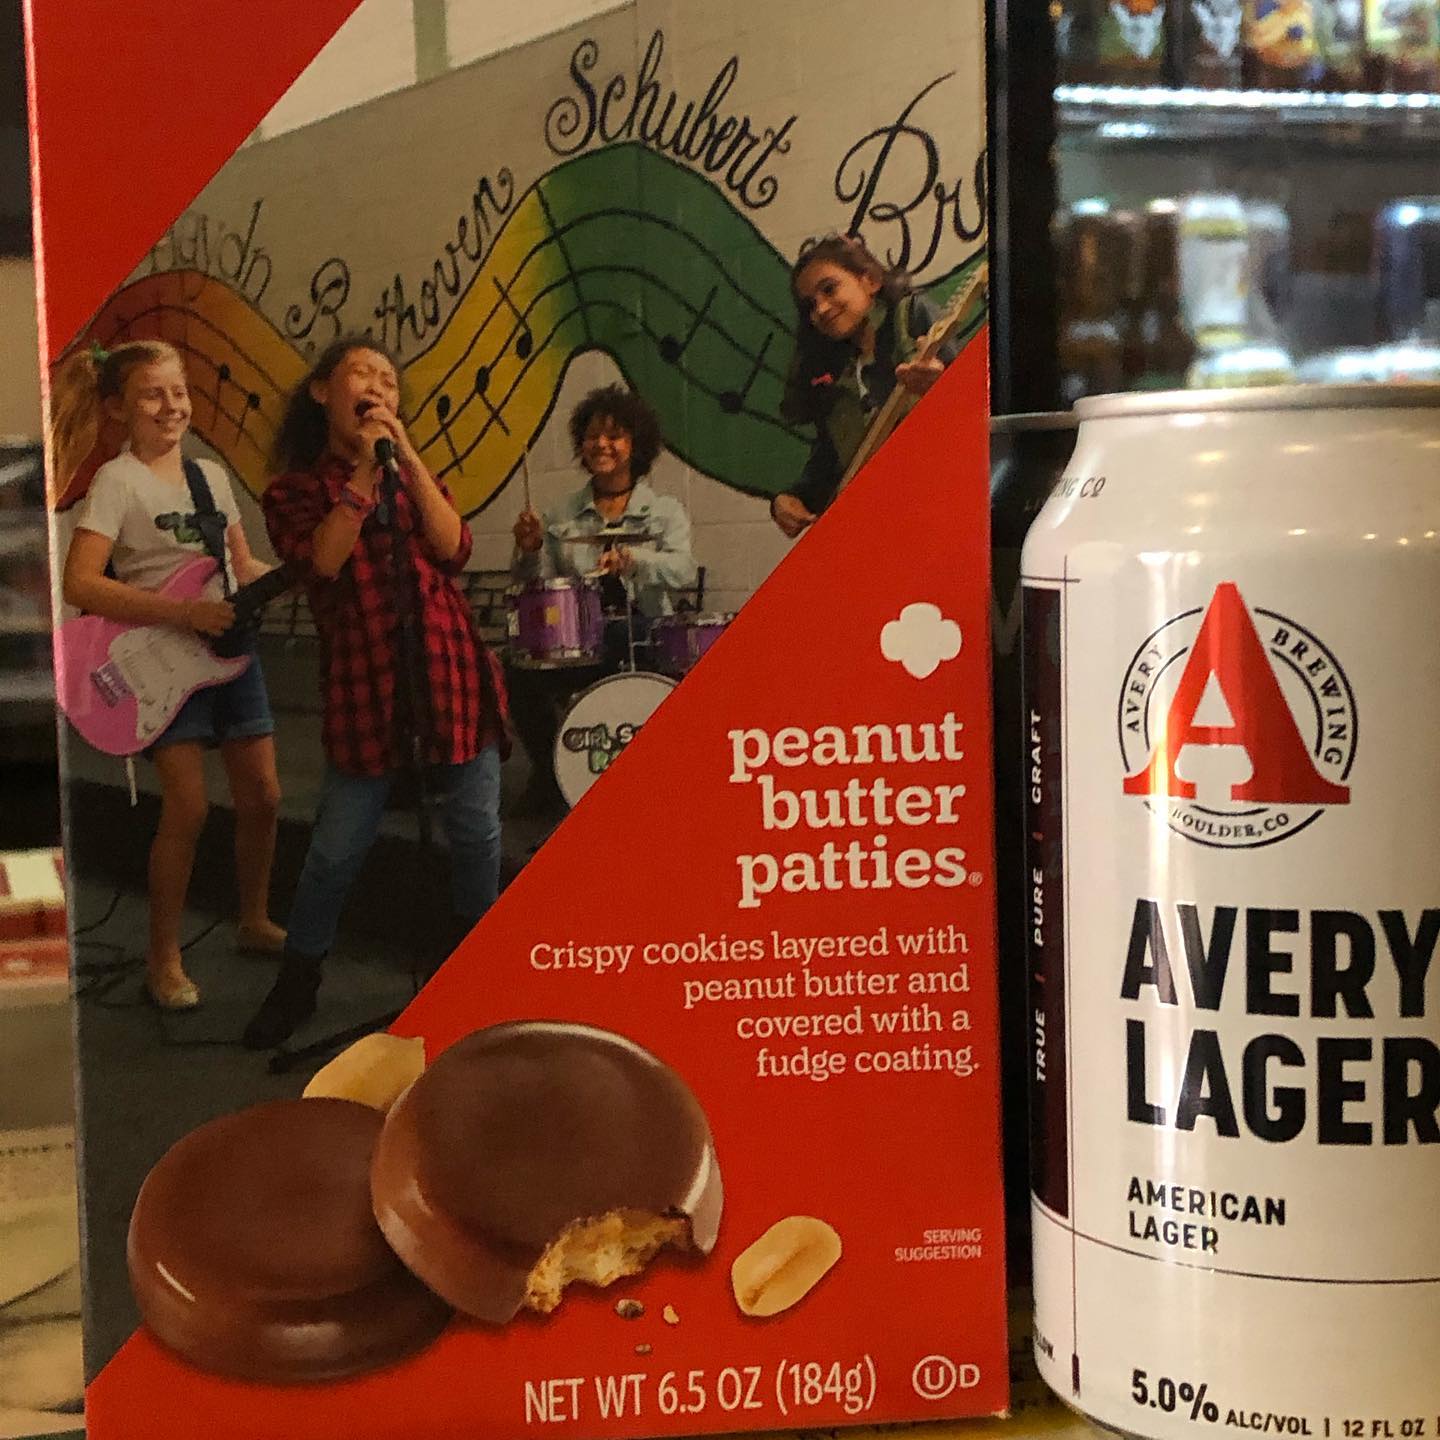 Haydn
Beethoven
Schubert
peanut
butter
patties®
Crispy cookies layered with
peanut butter and
covered with a
fudge coating.
SERVING
SUGGESTION
NET WT 6.5 OZ (184g) U D
TRUE | PURE | CRAFT
A
AVERY BREWING
BOULDER, CO
AVERY
LAGER
AMERICAN
LAGER
5.0% ALC/VOL | 12 FL OZ |